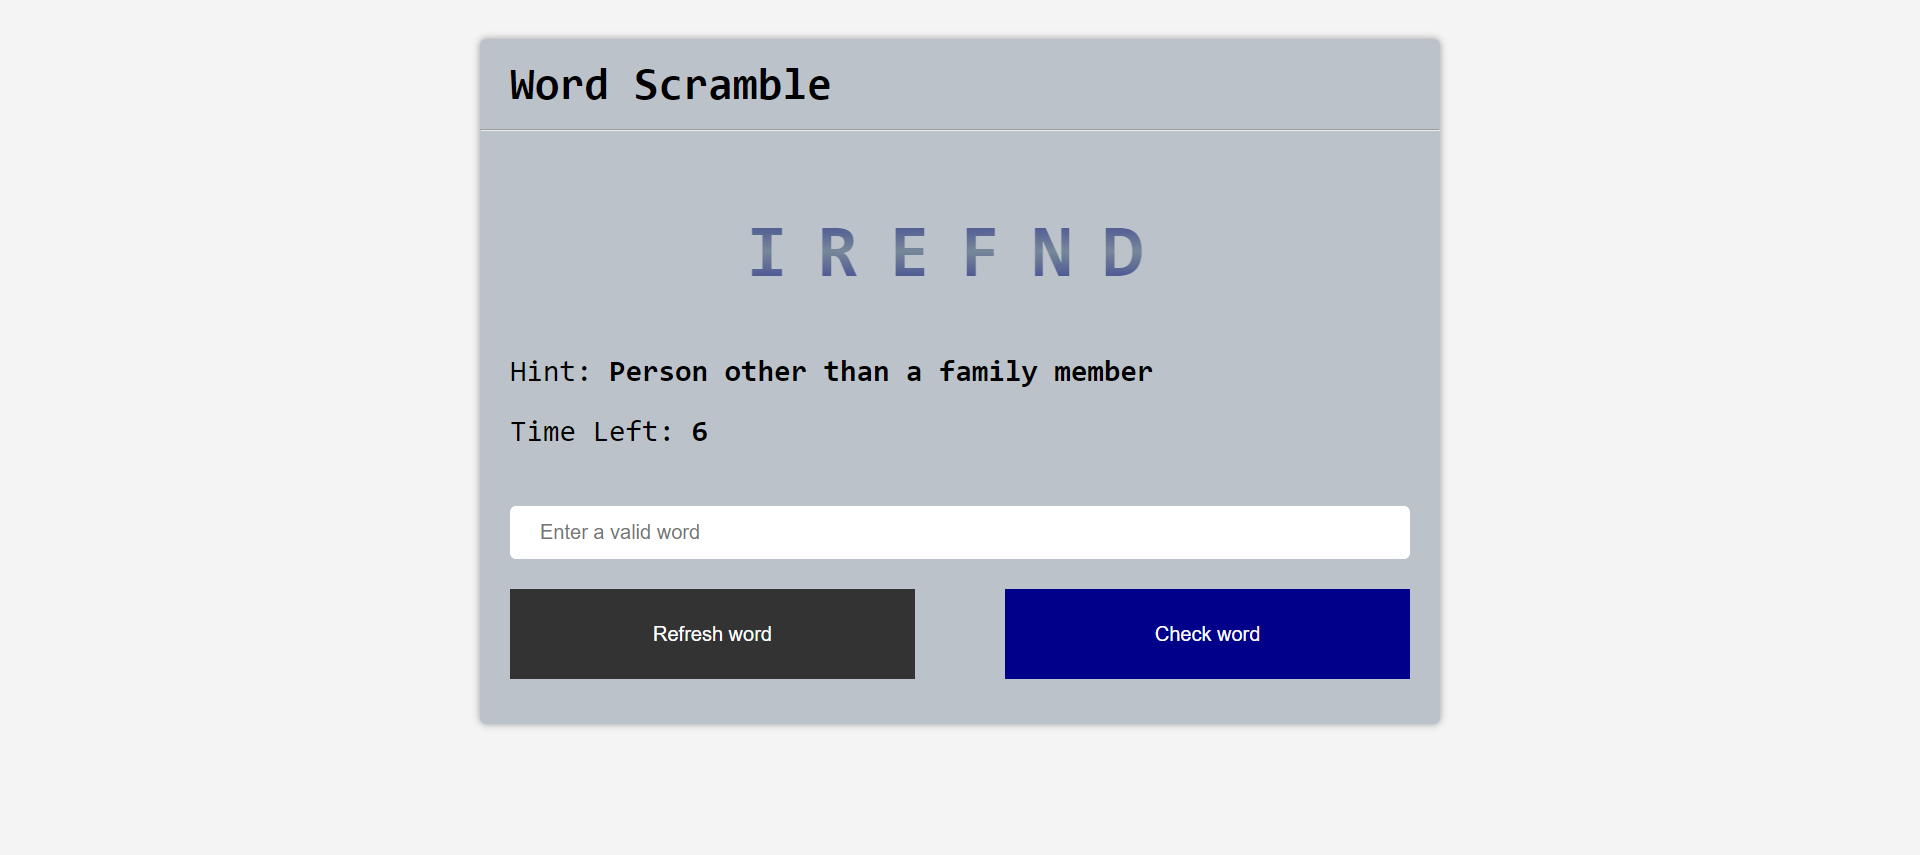 Word Scramble
I R E F N D
Hint: Person other than a family member
Time Left: 6
Enter a valid word
Refresh word Check word